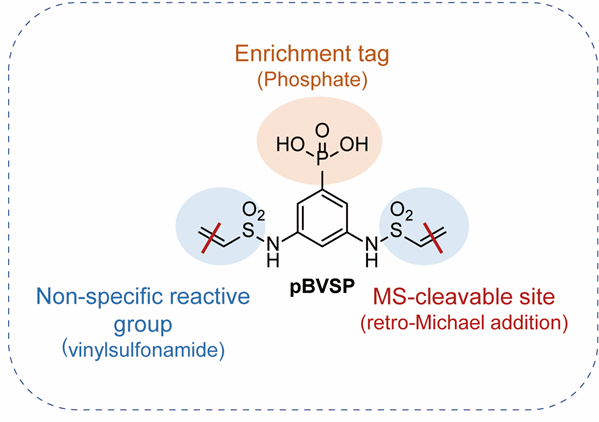 Enrichment tag
(Phosphate)
O
HO P OH
O2 O2
S N H N H S
pBVSP
Non-specific reactive
group
(vinylsulfonamide)
MS-cleavable site
(retro-Michael addition)